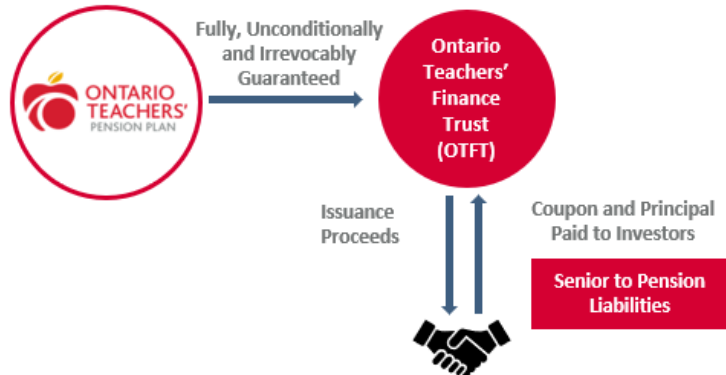 Fully, Unconditionally
and Irrevocably
Guaranteed
ONTARIO
TEACHERS'
PENSION PLAN
Ontario
Teachers'
Finance
Trust
(OTFT)
Issuance
Proceeds
Coupon and Principal
Paid to Investors
Senior to Pension
Liabilities